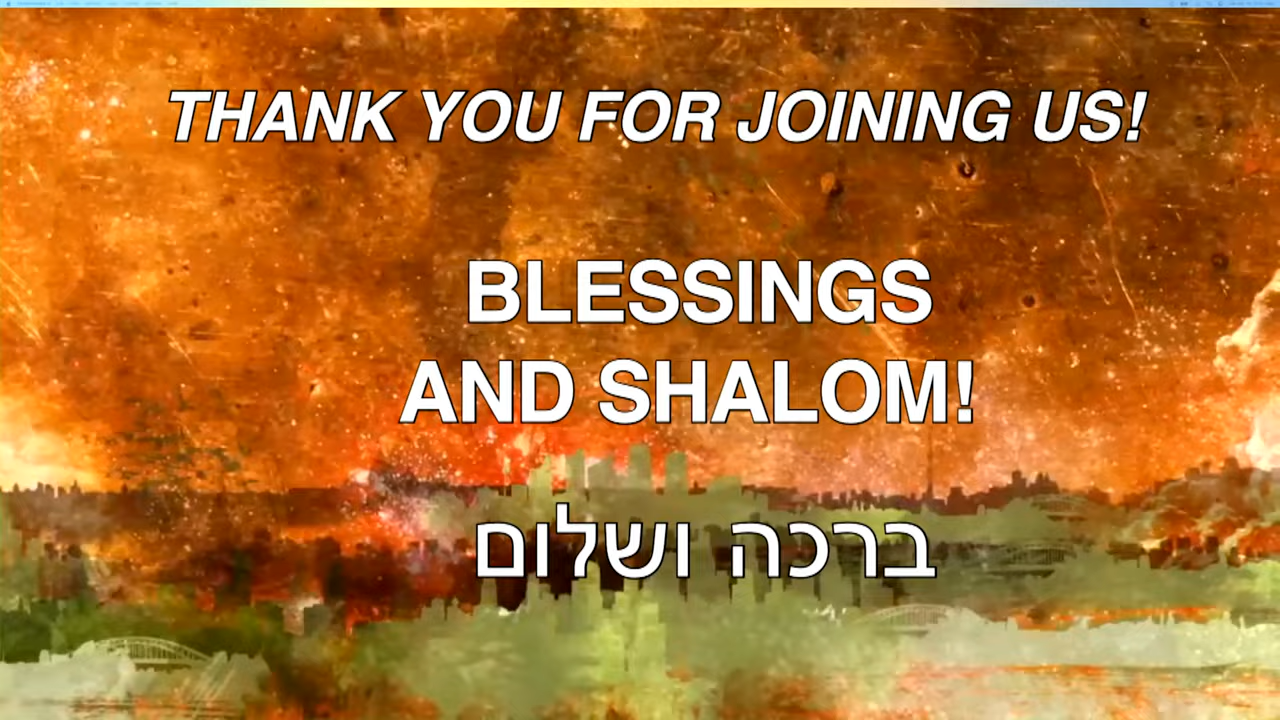 THANK YOU FOR JOINING US!
BLESSINGS
AND SHALOM!
ברכה ושלום